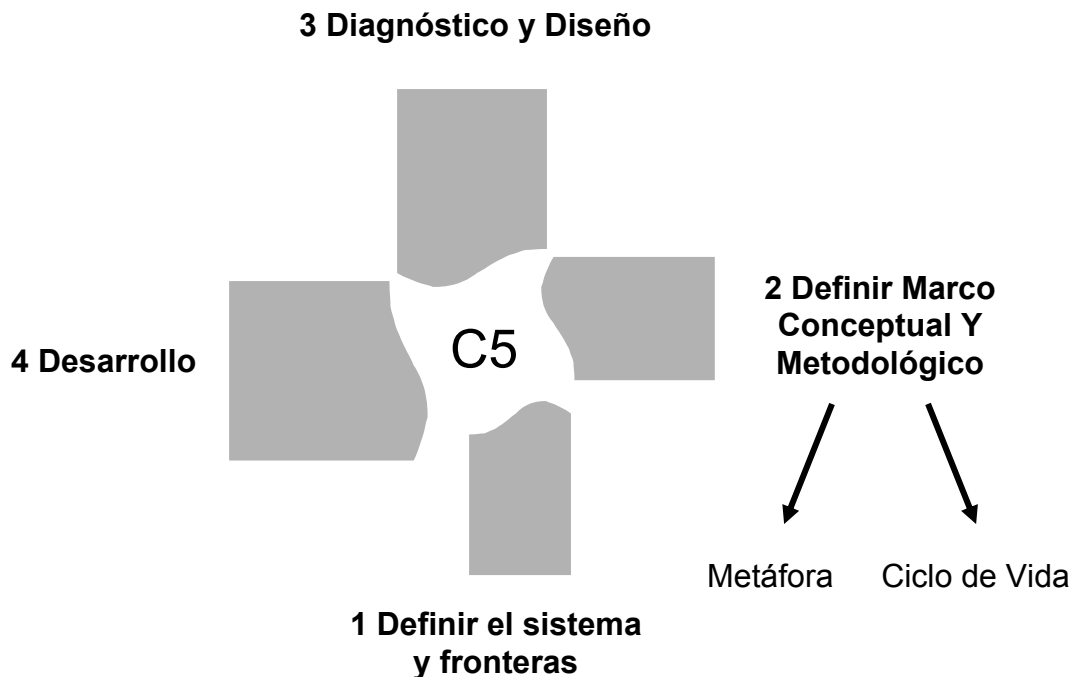 3 Diagnóstico y Diseño
C5
2 Definir Marco
Conceptual Y
Metodológico
4 Desarrollo
Metáfora
Ciclo de Vida
1 Definir el sistema
y fronteras